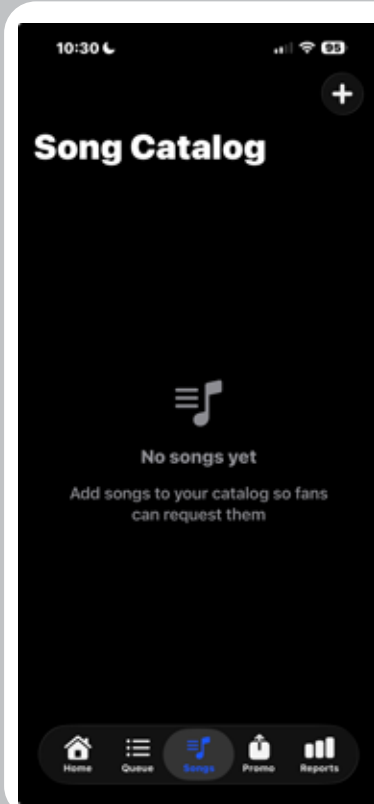 10:30
95
Song Catalog
No songs yet
Add songs to your catalog so fans
can request them
Home Queue Songs Promo Reports